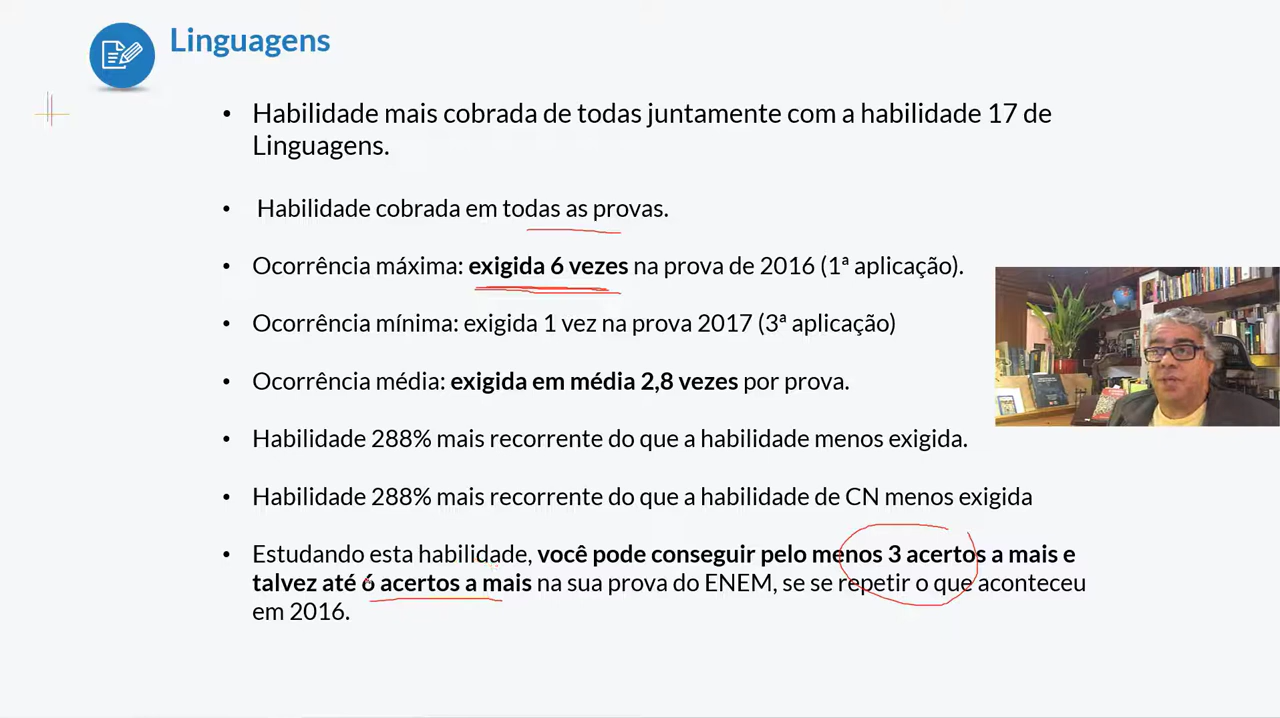 Linguagens
• Habilidade mais cobrada de todas juntamente com a habilidade 17 de
Linguagens.
• Habilidade cobrada em todas as provas.
• Ocorrência máxima: exigida 6 vezes na prova de 2016 (1ª aplicação).
• Ocorrência mínima: exigida 1 vez na prova 2017 (3ª aplicação)
• Ocorrência média: exigida em média 2,8 vezes por prova.
• Habilidade 288% mais recorrente do que a habilidade menos exigida.
• Habilidade 288% mais recorrente do que a habilidade de CN menos exigida
• Estudando esta habilidade, você pode conseguir pelo menos 3 acertos a mais e
talvez até 6 acertos a mais na sua prova do ENEM, se se repetir o que aconteceu
em 2016.